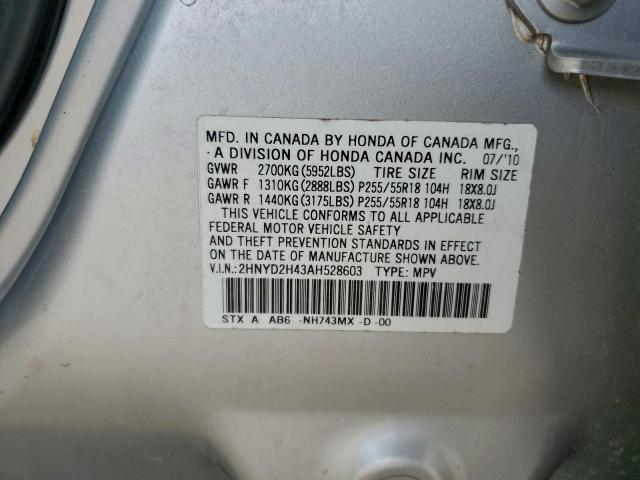 MFD. IN CANADA BY HONDA OF CANADA MFG.,
A DIVISION OF HONDA CANADA INC. 07/'10
GVWR 2700KG(5952LBS) TIRE SIZE RIM SIZE
GAWR F 1310KG(2888LBS) P255/55R18 104H 18X8.0J
GAWR R 1440KG(3175LBS) P255/55R18 104H 18X8.0J
THIS VEHICLE CONFORMS TO ALL APPLICABLE
FEDERAL MOTOR VEHICLE SAFETY
AND THEFT PREVENTION STANDARDS IN EFFECT
ON THE DATE OF MANUFACTURE SHOWN ABOVE.
V.I.N.: 2HNYD2H43AH528603 TYPE: MPV
STX A AB6 -NH743MX -D -00